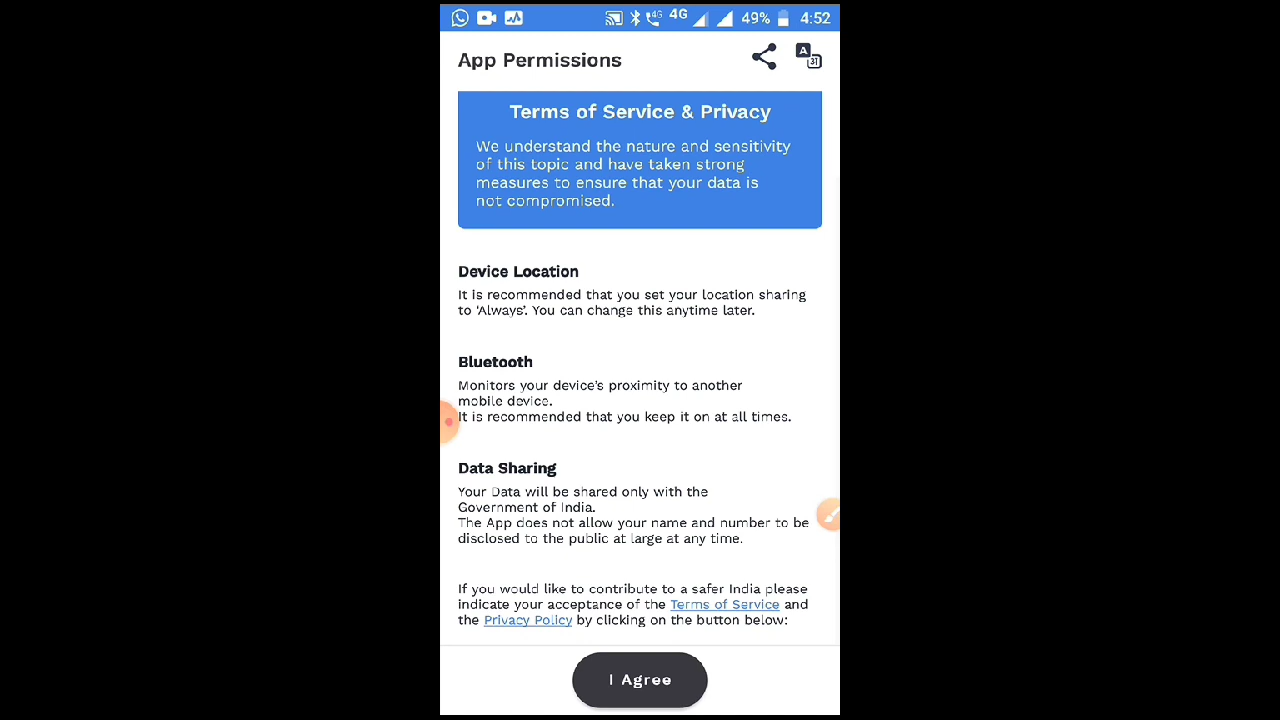 4G 4G 49% 4:52
App Permissions
A 31
Terms of Service & Privacy
We understand the nature and sensitivity
of this topic and have taken strong
measures to ensure that your data is
not compromised.
Device Location
It is recommended that you set your location sharing
to 'Always'. You can change this anytime later.
Bluetooth
Monitors your device's proximity to another
mobile device.
It is recommended that you keep it on at all times.
Data Sharing
Your Data will be shared only with the
Government of India.
The App does not allow your name and number to be
disclosed to the public at large at any time.
If you would like to contribute to a safer India please
indicate your acceptance of the Terms of Service and
the Privacy Policy by clicking on the button below:
I Agree